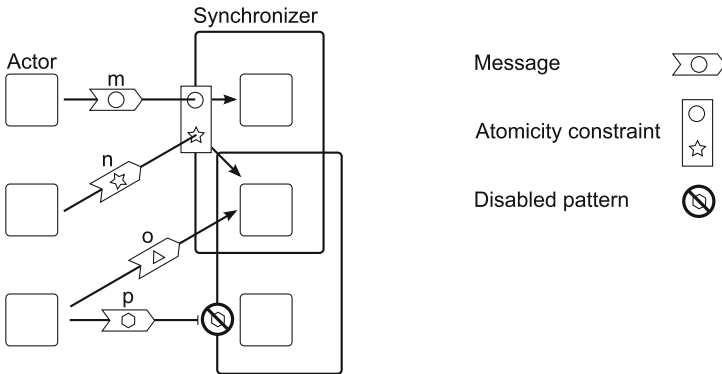 Synchronizer
Actor
m
n
o
p
Message
Atomicity constraint
Disabled pattern